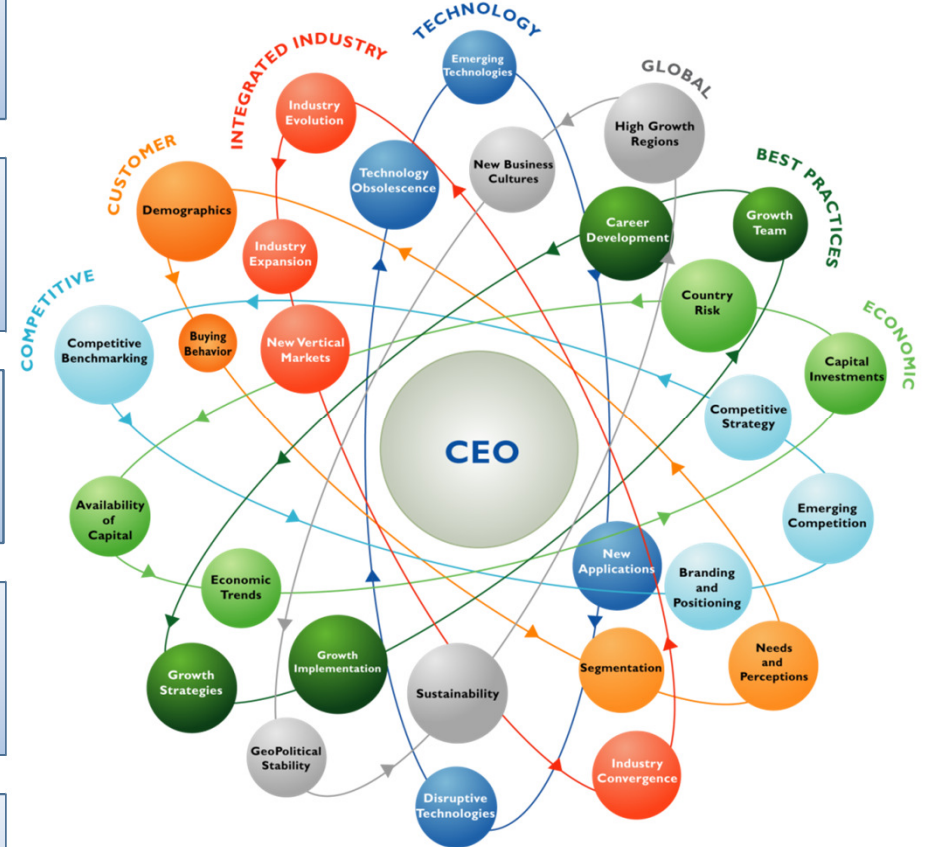 TECHNOLOGY
INTEGRATED INDUSTRY
GLOBAL
CUSTOMER
BEST PRACTICES
COMPETITIVE
ECONOMIC
Emerging
Technologies
Industry
Evolution
High Growth
Regions
New Business
Cultures
Technology
Obsolescence
Demographics
Career
Development
Growth
Team
Industry
Expansion
Country
Risk
Competitive
Benchmarking
Buying
Behavior
New Vertical
Markets
Capital
Investments
Competitive
Strategy
CEO
Availability
of
Capital
Emerging
Competition
New
Applications
Economic
Trends
Branding
and
Positioning
Growth
Strategies
Growth
Implementation
Sustainability
Segmentation
Needs
and
Perceptions
GeoPolitical
Stability
Industry
Convergence
Disruptive
Technologies